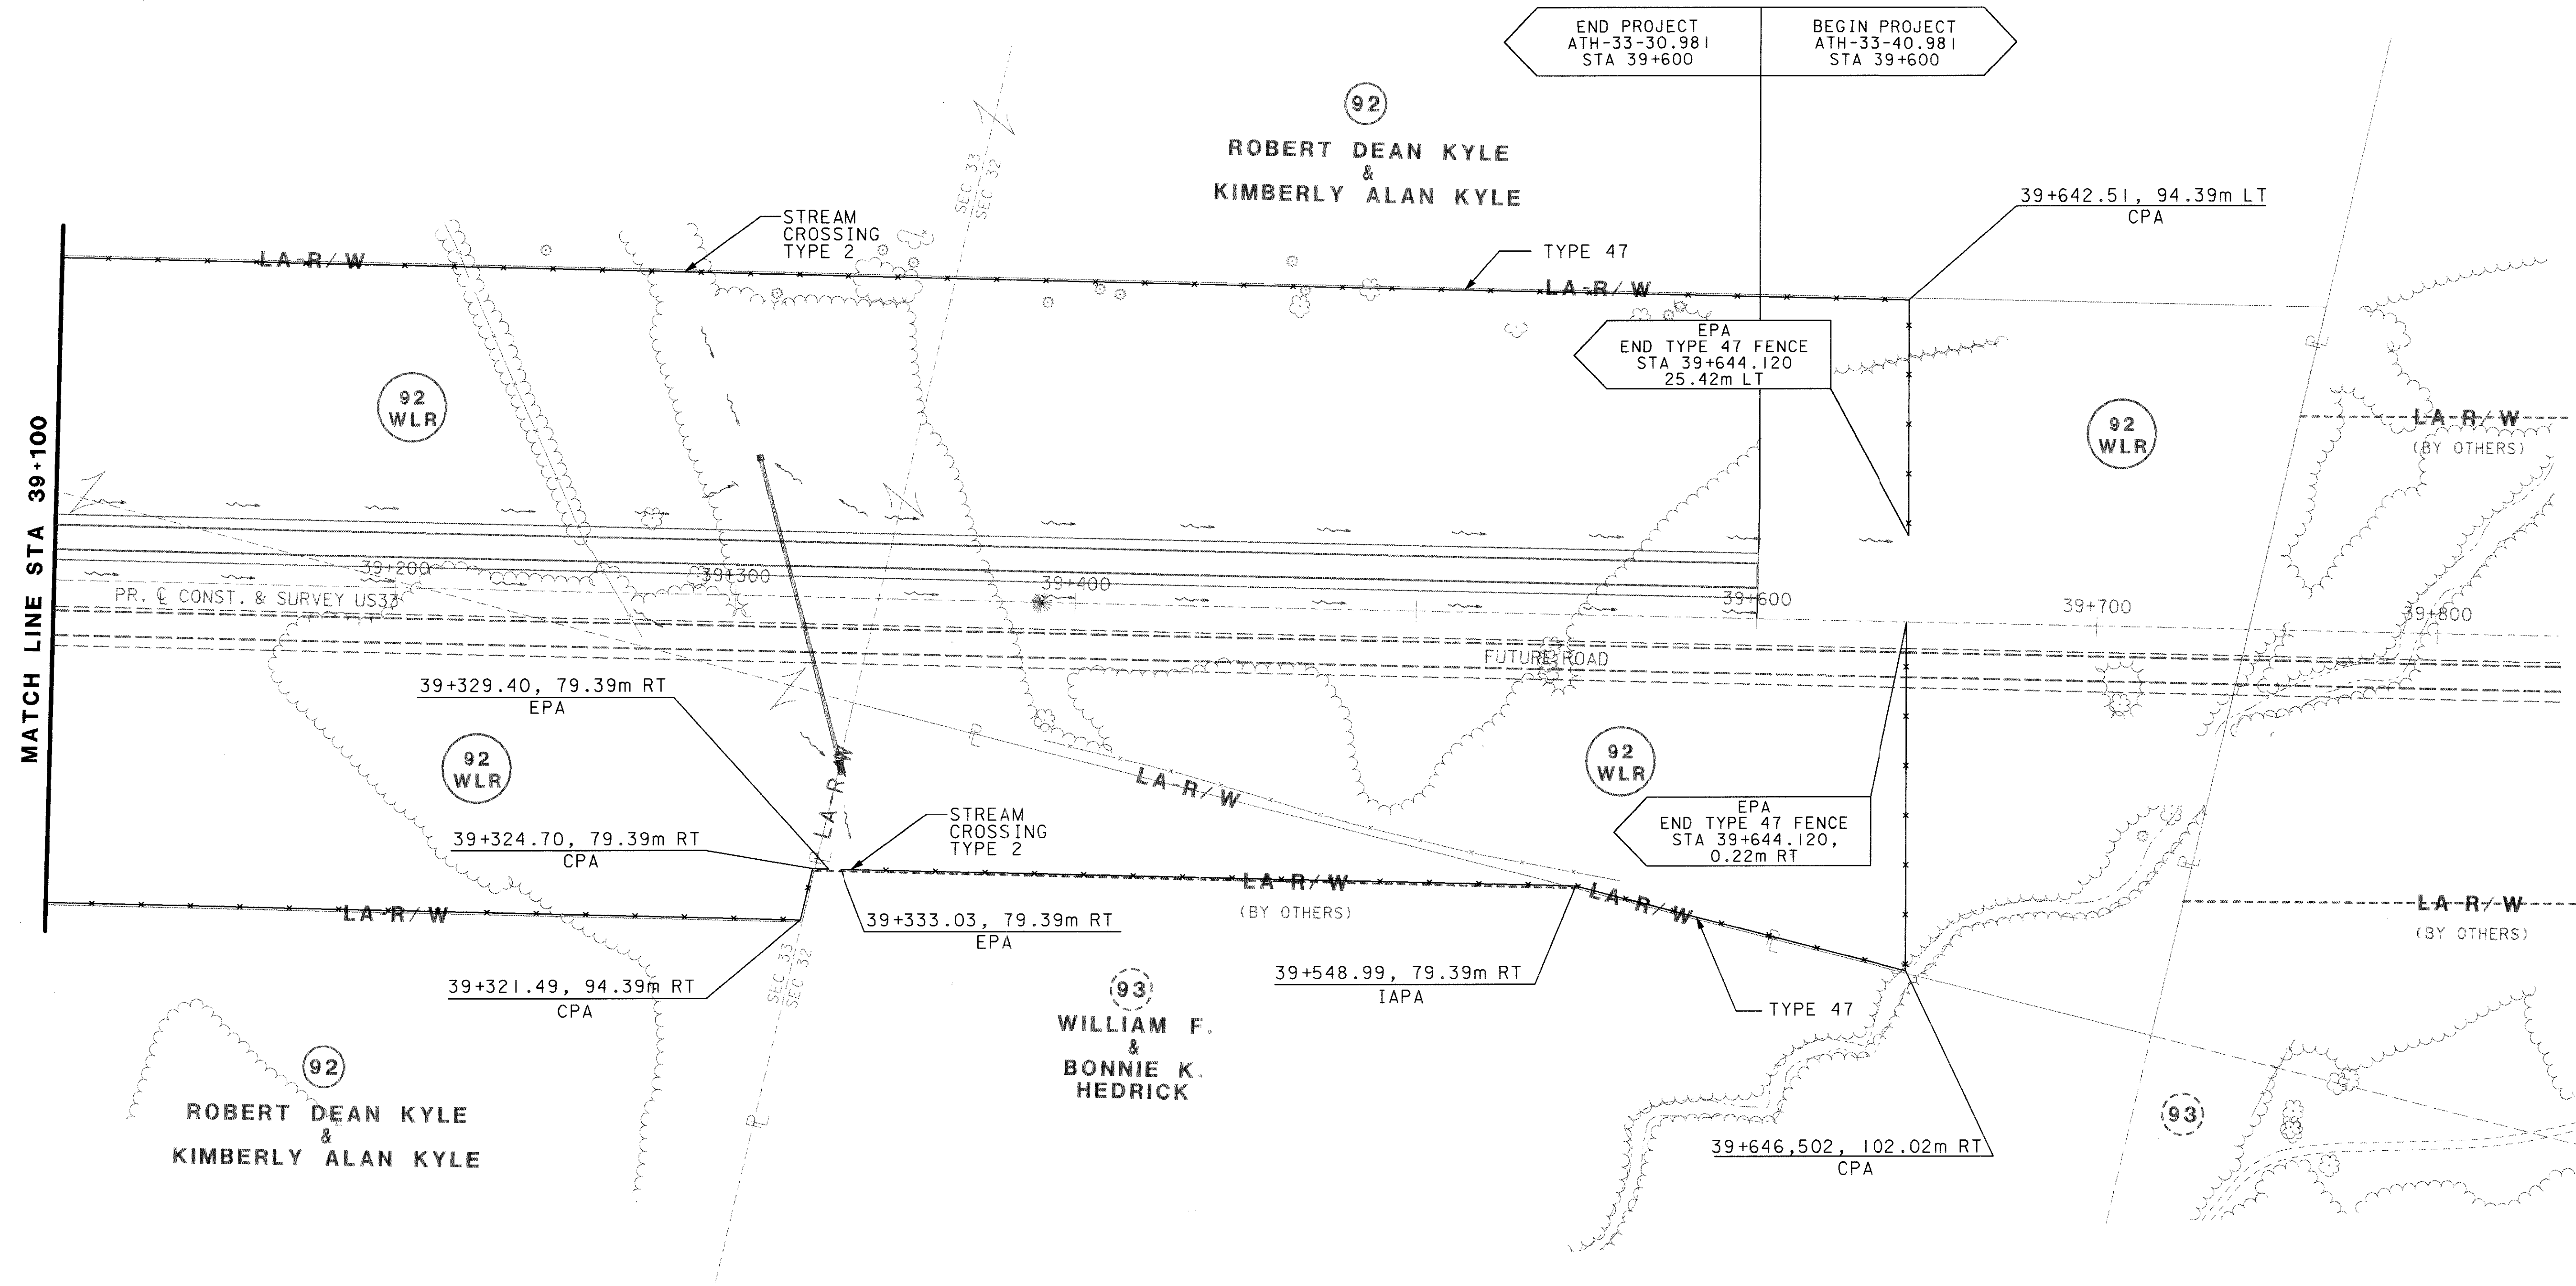 END PROJECT
ATH-33-30.981
STA 39+600
BEGIN PROJECT
ATH-33-40.981
STA 39+600
92
ROBERT DEAN KYLE
&
KIMBERLY ALAN KYLE
SEC 33
SEC 32
39+642.51, 94.39m LT
CPA
STREAM
CROSSING
TYPE 2
TYPE 47
LA-R/W
LA-R/W
EPA
END TYPE 47 FENCE
STA 39+644.120
25.42m LT
92
WLR
92
WLR
LA-R/W
(BY OTHERS)
MATCH LINE STA 39+100
39+200
39+300
39+400
39+600
39+700
39+800
PR. ℄ CONST. & SURVEY US33
FUTURE ROAD
39+329.40, 79.39m RT
EPA
92
WLR
LA-R/W
LA-R/W
92
WLR
39+324.70, 79.39m RT
CPA
STREAM
CROSSING
TYPE 2
EPA
END TYPE 47 FENCE
STA 39+644.120,
0.22m RT
LA-R/W
LA-R/W
(BY OTHERS)
LA-R/W
LA-R/W
(BY OTHERS)
39+333.03, 79.39m RT
EPA
39+321.49, 94.39m RT
CPA
SEC 33
SEC 32
39+548.99, 79.39m RT
IAPA
TYPE 47
93
WILLIAM F.
&
BONNIE K.
HEDRICK
92
ROBERT DEAN KYLE
&
KIMBERLY ALAN KYLE
39+646,502, 102.02m RT
CPA
93